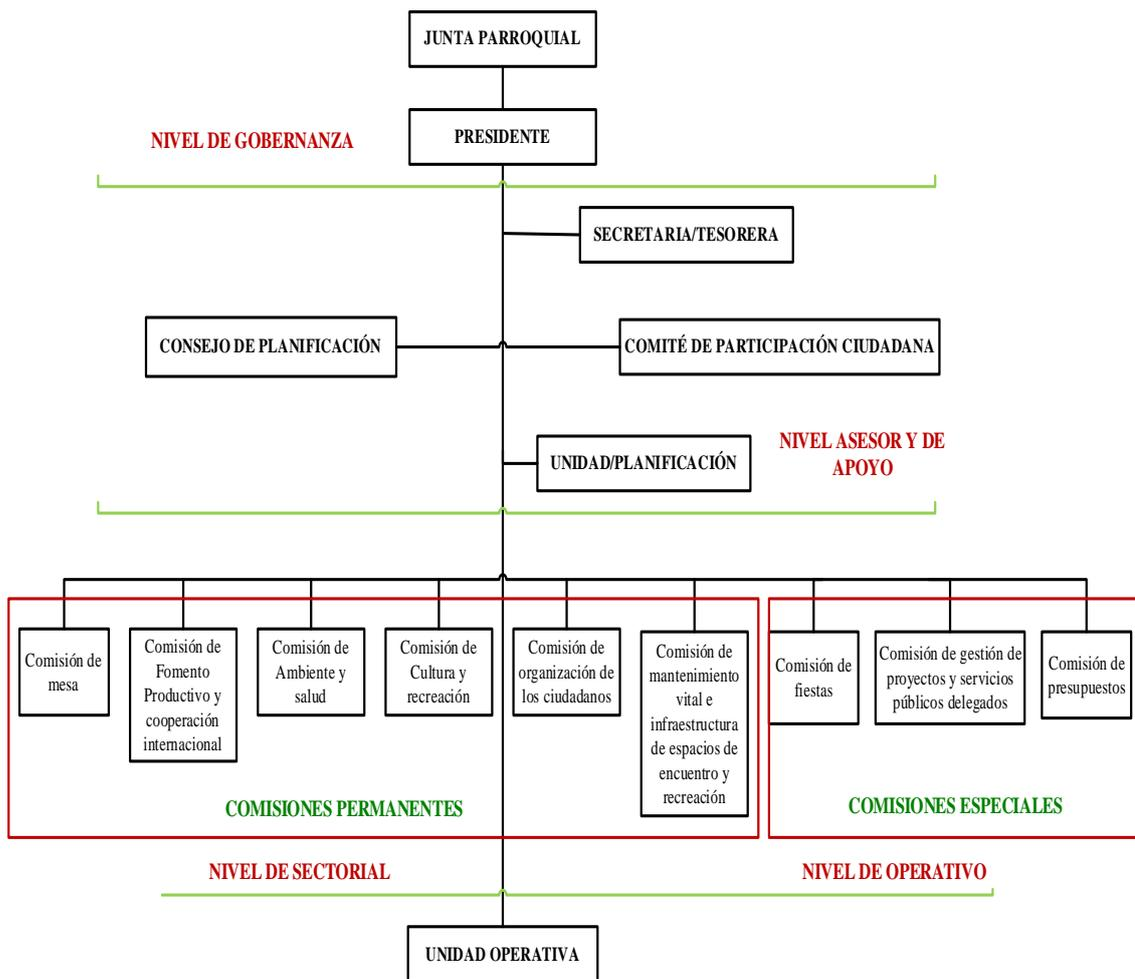 JUNTA PARROQUIAL
PRESIDENTE
NIVEL DE GOBERNANZA
SECRETARIA/TESORERA
CONSEJO DE PLANIFICACIÓN
COMITÉ DE PARTICIPACIÓN CIUDADANA
NIVEL ASESOR Y DE
APOYO
UNIDAD/PLANIFICACIÓN
Comisión de
mesa
Comisión de
Fomento
Productivo y
cooperación
internacional
Comisión de
Ambiente y
salud
Comisión de
Cultura y
recreación
Comisión de
organización de
los ciudadanos
Comisión de
mantenimiento
vital e
infraestructura
de espacios de
encuentro y
recreación
Comisión de
fiestas
Comisión de gestión de
proyectos y servicios
públicos delegados
Comisión de
presupuestos
COMISIONES PERMANENTES
COMISIONES ESPECIALES
NIVEL DE SECTORIAL
NIVEL DE OPERATIVO
UNIDAD OPERATIVA